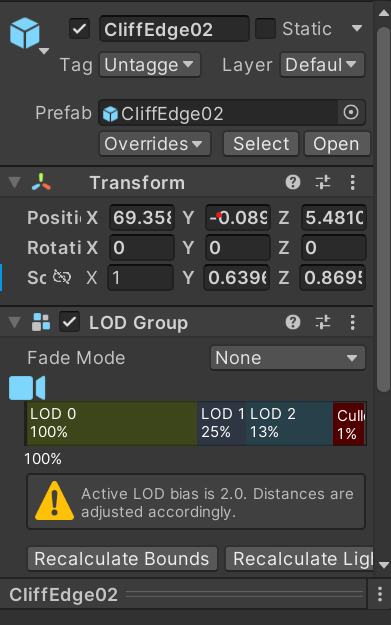 CliffEdge02 Static
Tag Untagge Layer Defaul
Prefab CliffEdge02
Overrides Select Open
Transform
Positi X 69.358 Y -0.089 Z 5.4810
Rotati X 0 Y 0 Z 0
Sc X 1 Y 0.6396 Z 0.8695
LOD Group
Fade Mode None
LOD 0 LOD 1 LOD 2 Culle
100% 25% 13% 1%
100%
Active LOD bias is 2.0. Distances are
adjusted accordingly.
Recalculate Bounds Recalculate Ligl
CliffEdge02